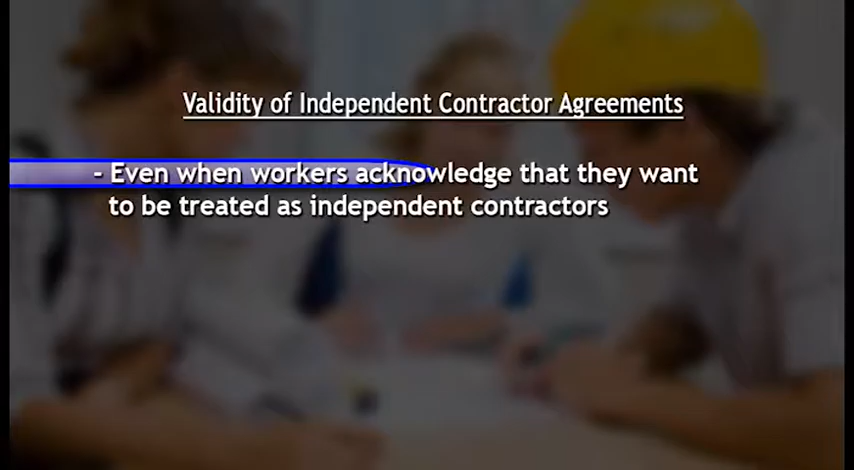 Validity of Independent Contractor Agreements
- Even when workers acknowledge that they want
to be treated as independent contractors